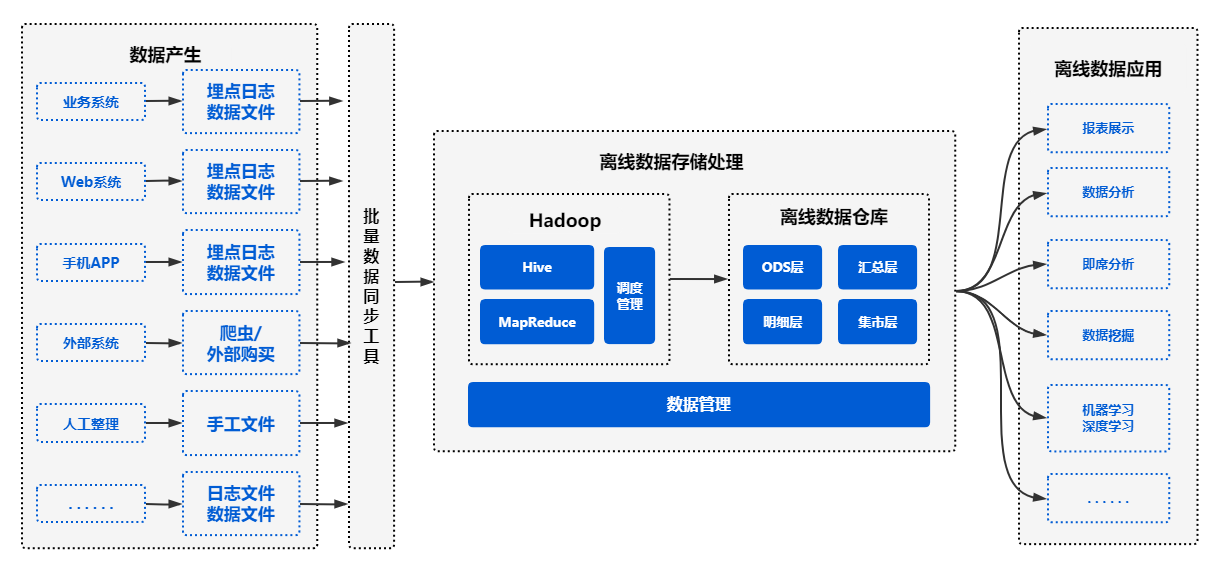 数据产生
业务系统
埋点日志
数据文件
Web系统
埋点日志
数据文件
手机APP
埋点日志
数据文件
外部系统
爬虫/
外部购买
人工整理
手工文件
......
日志文件
数据文件
批量数据同步工具
离线数据存储处理
Hadoop
Hive
MapReduce
调度
管理
离线数据仓库
ODS层
汇总层
明细层
集市层
数据管理
离线数据应用
报表展示
数据分析
即席分析
数据挖掘
机器学习
深度学习
......